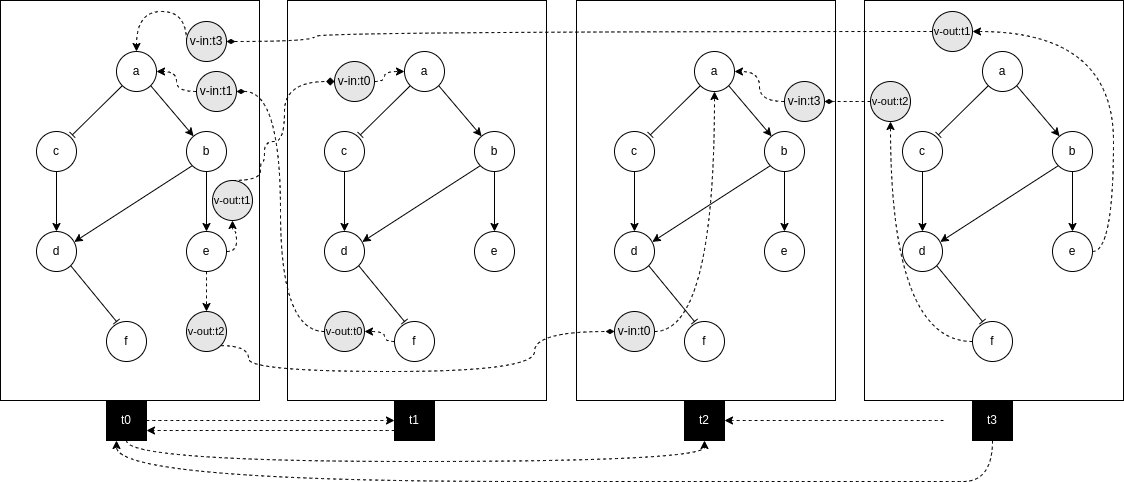 v-in:t3
a
v-in:t1
c
b
v-out:t1
d
e
v-out:t2
f
t0
v-in:t0
a
c
b
d
e
v-out:t0
f
t1
a
v-in:t3
c
b
d
e
v-in:t0
f
t2
v-out:t1
a
v-out:t2
c
b
d
e
f
t3